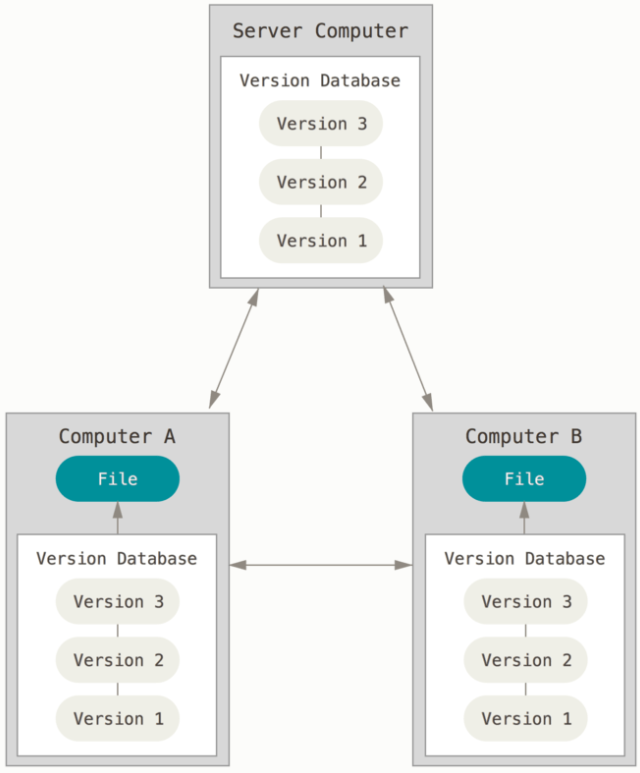 Server Computer
Version Database
Version 3
Version 2
Version 1
Computer A
File
Version Database
Version 3
Version 2
Version 1
Computer B
File
Version Database
Version 3
Version 2
Version 1